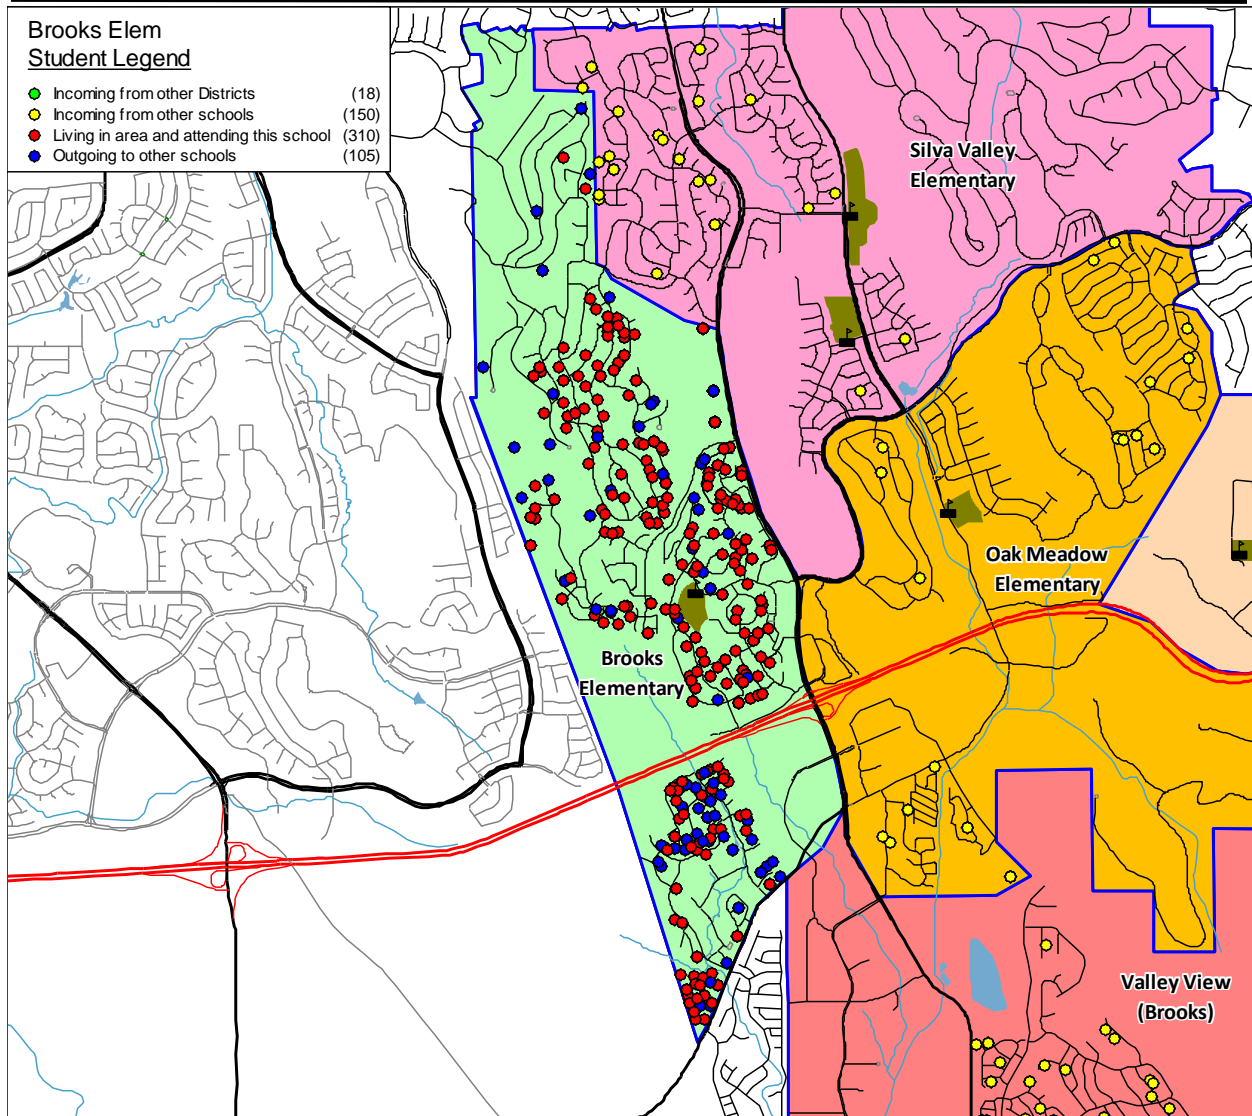 Brooks Elem
Student Legend
Incoming from other Districts (18)
Incoming from other schools (150)
Living in area and attending this school (310)
Outgoing to other schools (105)
Silva Valley
Elementary
Oak Meadow
Elementary
Brooks
Elementary
Valley View
(Brooks)